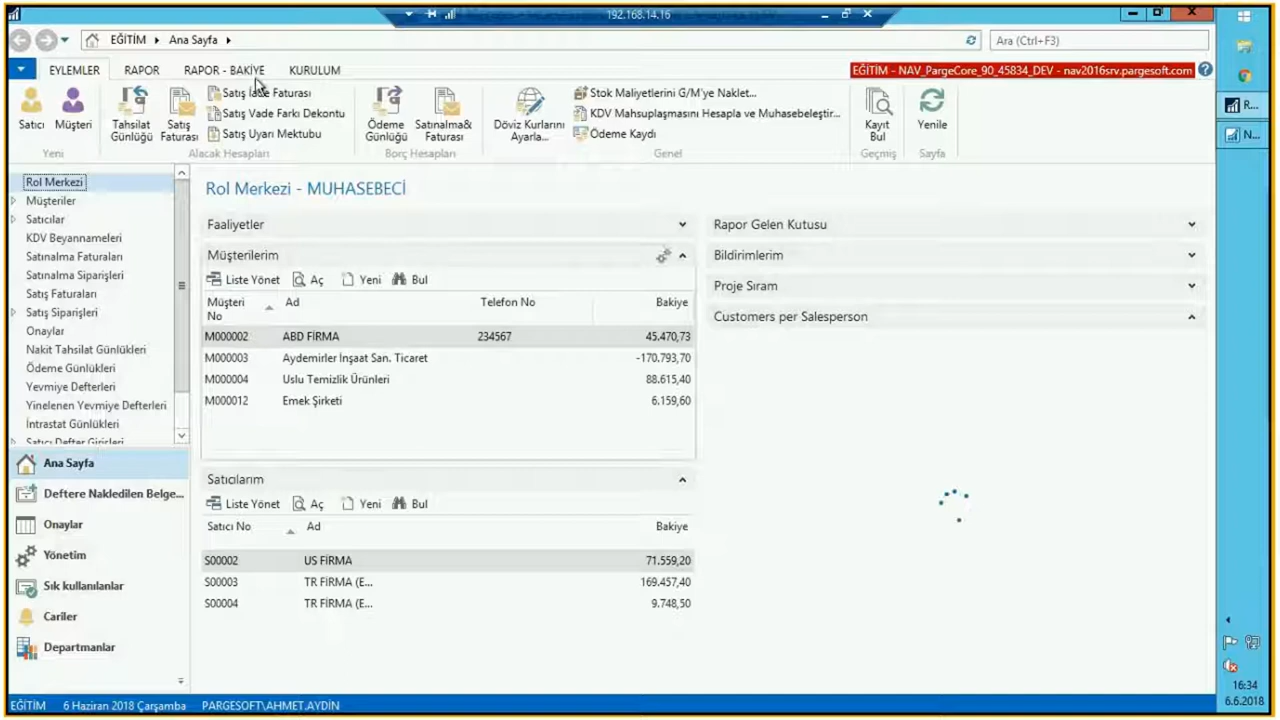 192.168.14.16
EĞİTİM Ana Sayfa
Ara (Ctrl+F3)
EYLEMLER RAPOR RAPOR - BAKİYE KURULUM
EĞİTİM - NAV_PargeCore_90_45834_DEV - nav2016srv.pargesoft.com
Satıcı
Müşteri
Yeni
Tahsilat Günlüğü
Satış Faturası
Satış İade Faturası
Satış Vade Farkı Dekontu
Satış Uyarı Mektubu
Alacak Hesapları
Ödeme Günlüğü
Satınalma& Faturası
Borç Hesapları
Döviz Kurlarını Ayarla...
Stok Maliyetlerini G/M'ye Naklet...
KDV Mahsuplaşmasını Hesapla ve Muhasebeleştir...
Ödeme Kaydı
Genel
Kayıt Bul
Geçmiş
Yenile
Sayfa
Rol Merkezi
Müşteriler
Satıcılar
KDV Beyannameleri
Satınalma Faturaları
Satınalma Siparişleri
Satış Faturaları
Satış Siparişleri
Onaylar
Nakit Tahsilat Günlükleri
Ödeme Günlükleri
Yevmiye Defterleri
Yinelenen Yevmiye Defterleri
İntrastat Günlükleri
Satıcı Defter Girişleri
Ana Sayfa
Deftere Nakledilen Belge...
Onaylar
Yönetim
Sık kullanılanlar
Cariler
Departmanlar
Rol Merkezi - MUHASEBECİ
Faaliyetler
Müşterilerim
Liste Yönet Aç Yeni Bul
Müşteri No Ad Telefon No Bakiye
M000002 ABD FİRMA 234567 45.470,73
M000003 Aydemirler İnşaat San. Ticaret -170.793,70
M000004 Uslu Temizlik Ürünleri 88.615,40
M000012 Emek Şirketi 6.159,60
Satıcılarım
Liste Yönet Aç Yeni Bul
Satıcı No Ad Bakiye
S00002 US FİRMA 71.559,20
S00003 TR FİRMA (E... 169.457,40
S00004 TR FİRMA (E... 9.748,50
Rapor Gelen Kutusu
Bildirimlerim
Proje Sıram
Customers per Salesperson
R...
N...
16:34
6.6.2018
EĞİTİM 6 Haziran 2018 Çarşamba PARGESOFT\AHMET.AYDIN